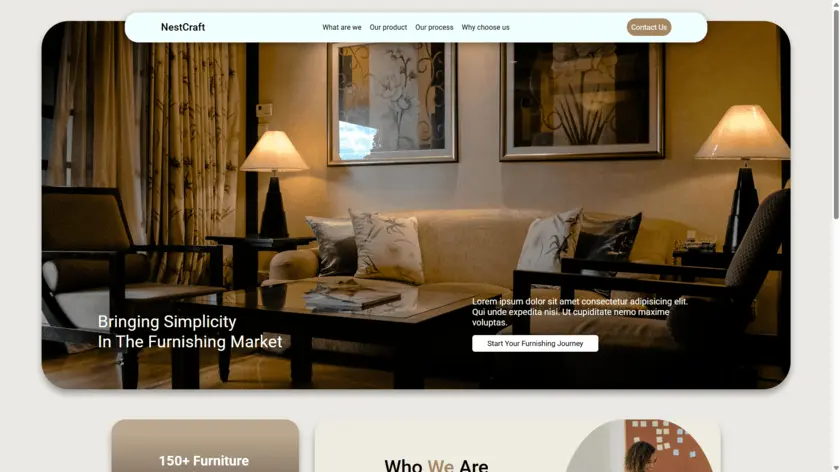 NestCraft
What are we
Our product
Our process
Why choose us
Contact Us
Bringing Simplicity
In The Furnishing Market
Lorem ipsum dolor sit amet consectetur adipisicing elit.
Qui unde expedita nisi. Ut cupiditate nemo maxime
voluptas.
Start Your Furnishing Journey
150+ Furniture
Who We Are